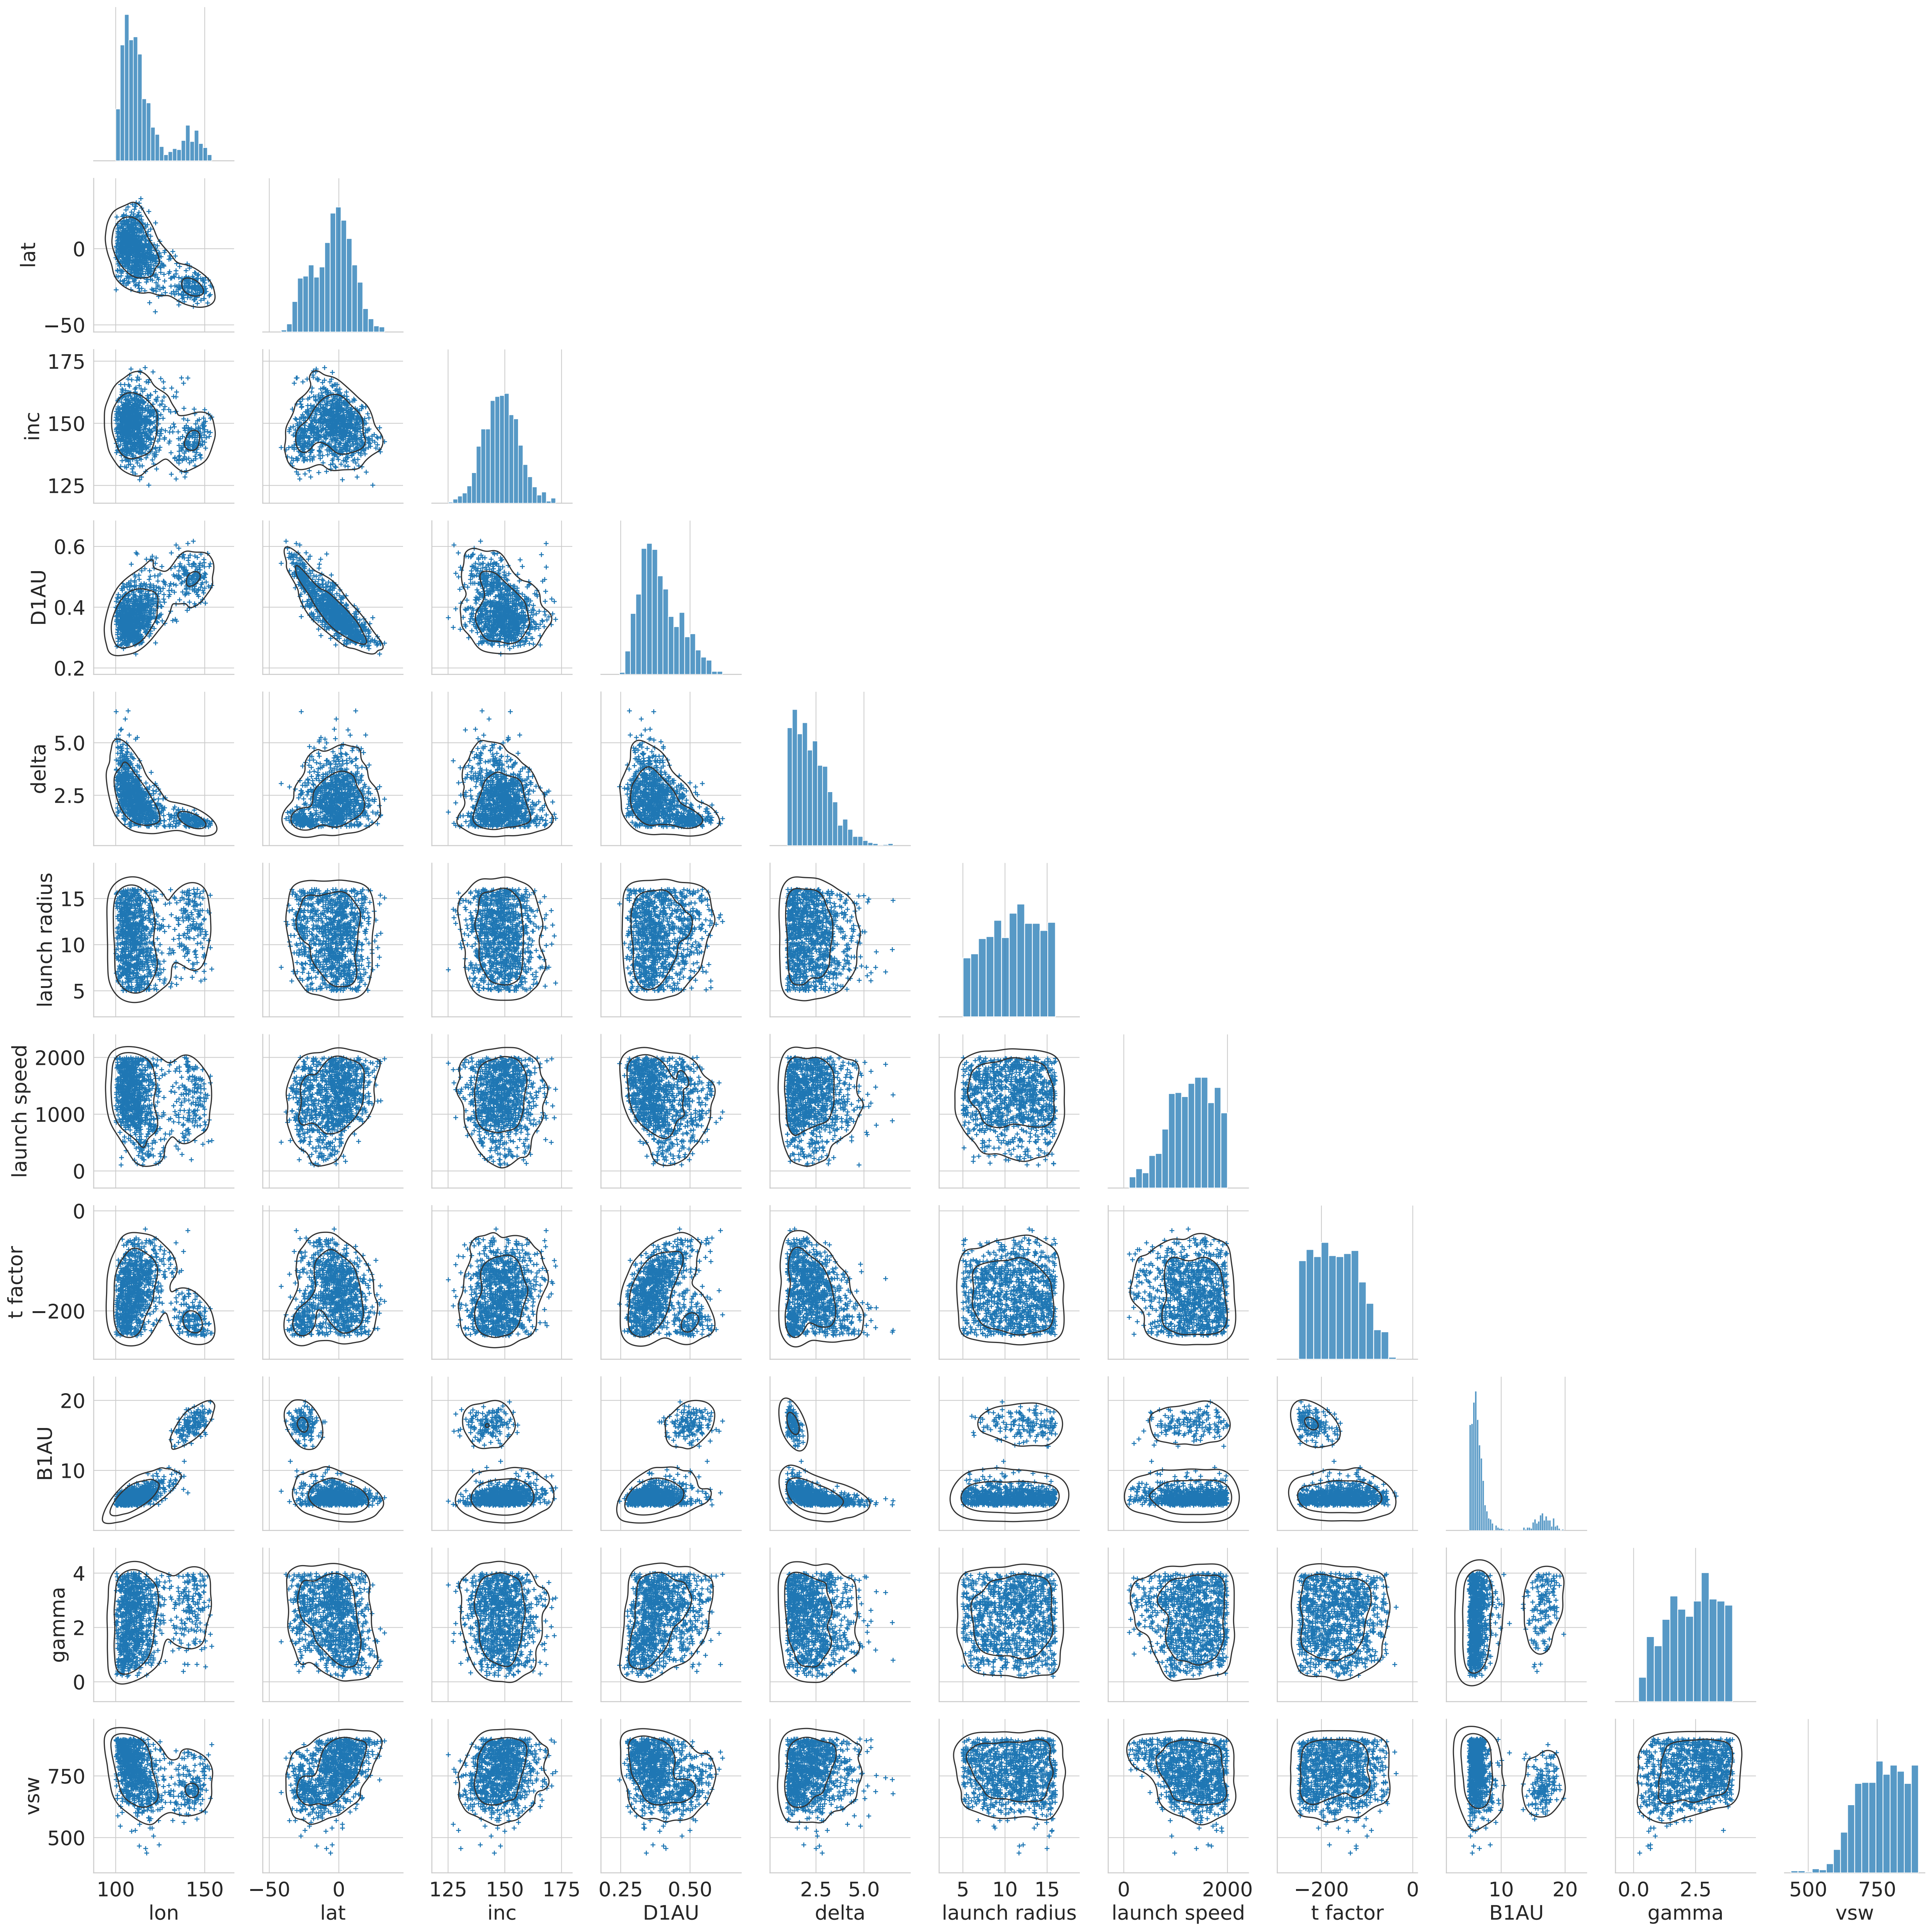 lat
0
−50
inc
175
150
125
D1AU
0.6
0.4
0.2
delta
5.0
2.5
launch radius
15
10
5
launch speed
2000
1000
0
t factor
0
−200
B1AU
20
10
gamma
4
2
0
vsw
750
500
100 150 −50 0 125 150 175 0.25 0.50 2.5 5.0 5 10 15 0 2000 −200 0 10 20 0.0 2.5 500 750
lon lat inc D1AU delta launch radius launch speed t factor B1AU gamma vsw